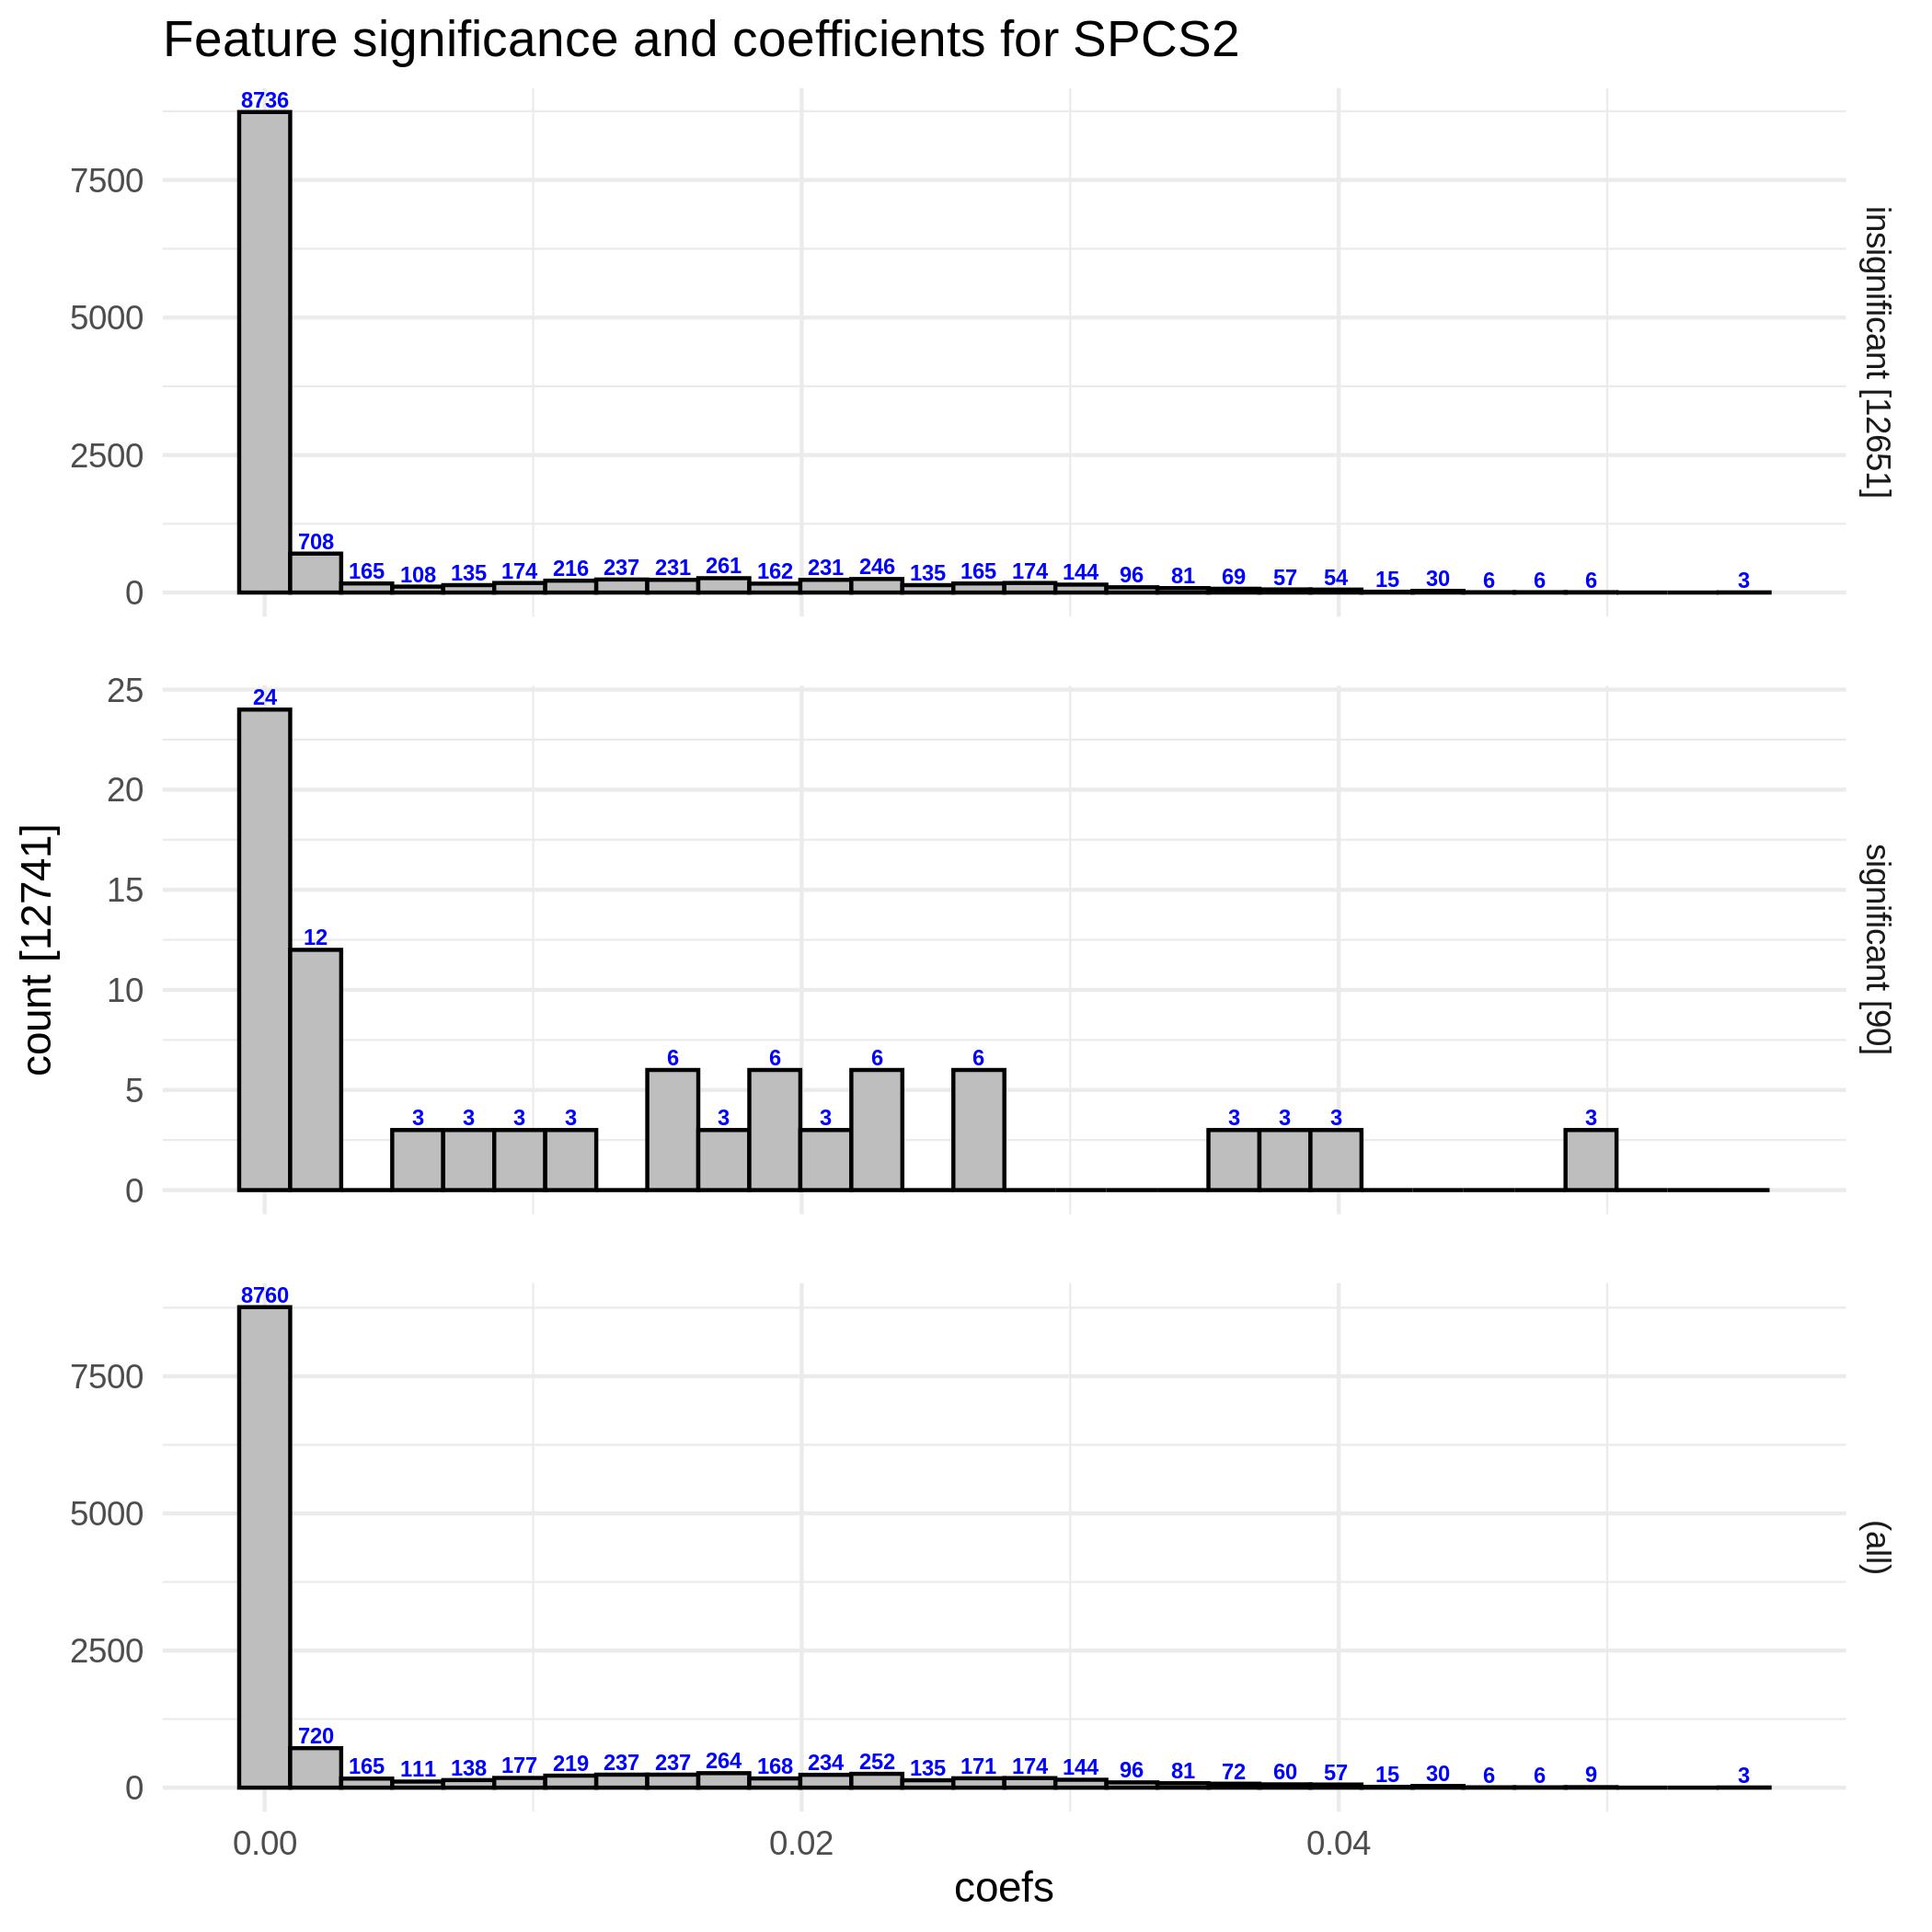 Feature significance and coefficients for SPCS2
8736
7500
5000
2500
708 165 108 135 174 216 237 231 261 162 231 246 135 165 174 144 96 81 69 57 54 15 30 6 6 6 3
0
insignificant [12651]
count [12741]
25
24
20
15
12
10
6 6 6 6
5
3 3 3 3 3 3 3 3 3 3
0
significant [90]
8760
7500
5000
2500
720 165 111 138 177 219 237 237 264 168 234 252 135 171 174 144 96 81 72 60 57 15 30 6 6 9 3
0
(all)
0.00 0.02 0.04
coefs